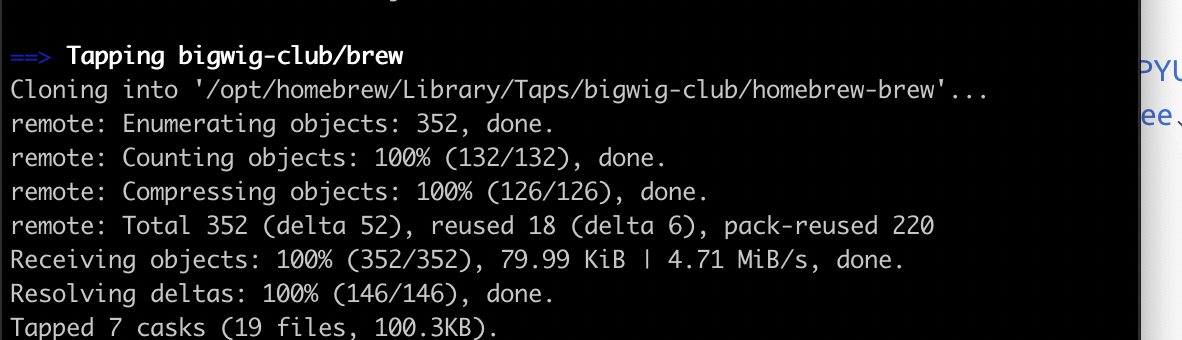 ==> Tapping bigwig-club/brew
Cloning into '/opt/homebrew/Library/Taps/bigwig-club/homebrew-brew'...
remote: Enumerating objects: 352, done.
remote: Counting objects: 100% (132/132), done.
remote: Compressing objects: 100% (126/126), done.
remote: Total 352 (delta 52), reused 18 (delta 6), pack-reused 220
Receiving objects: 100% (352/352), 79.99 KiB | 4.71 MiB/s, done.
Resolving deltas: 100% (146/146), done.
Tapped 7 casks (19 files, 100.3KB).